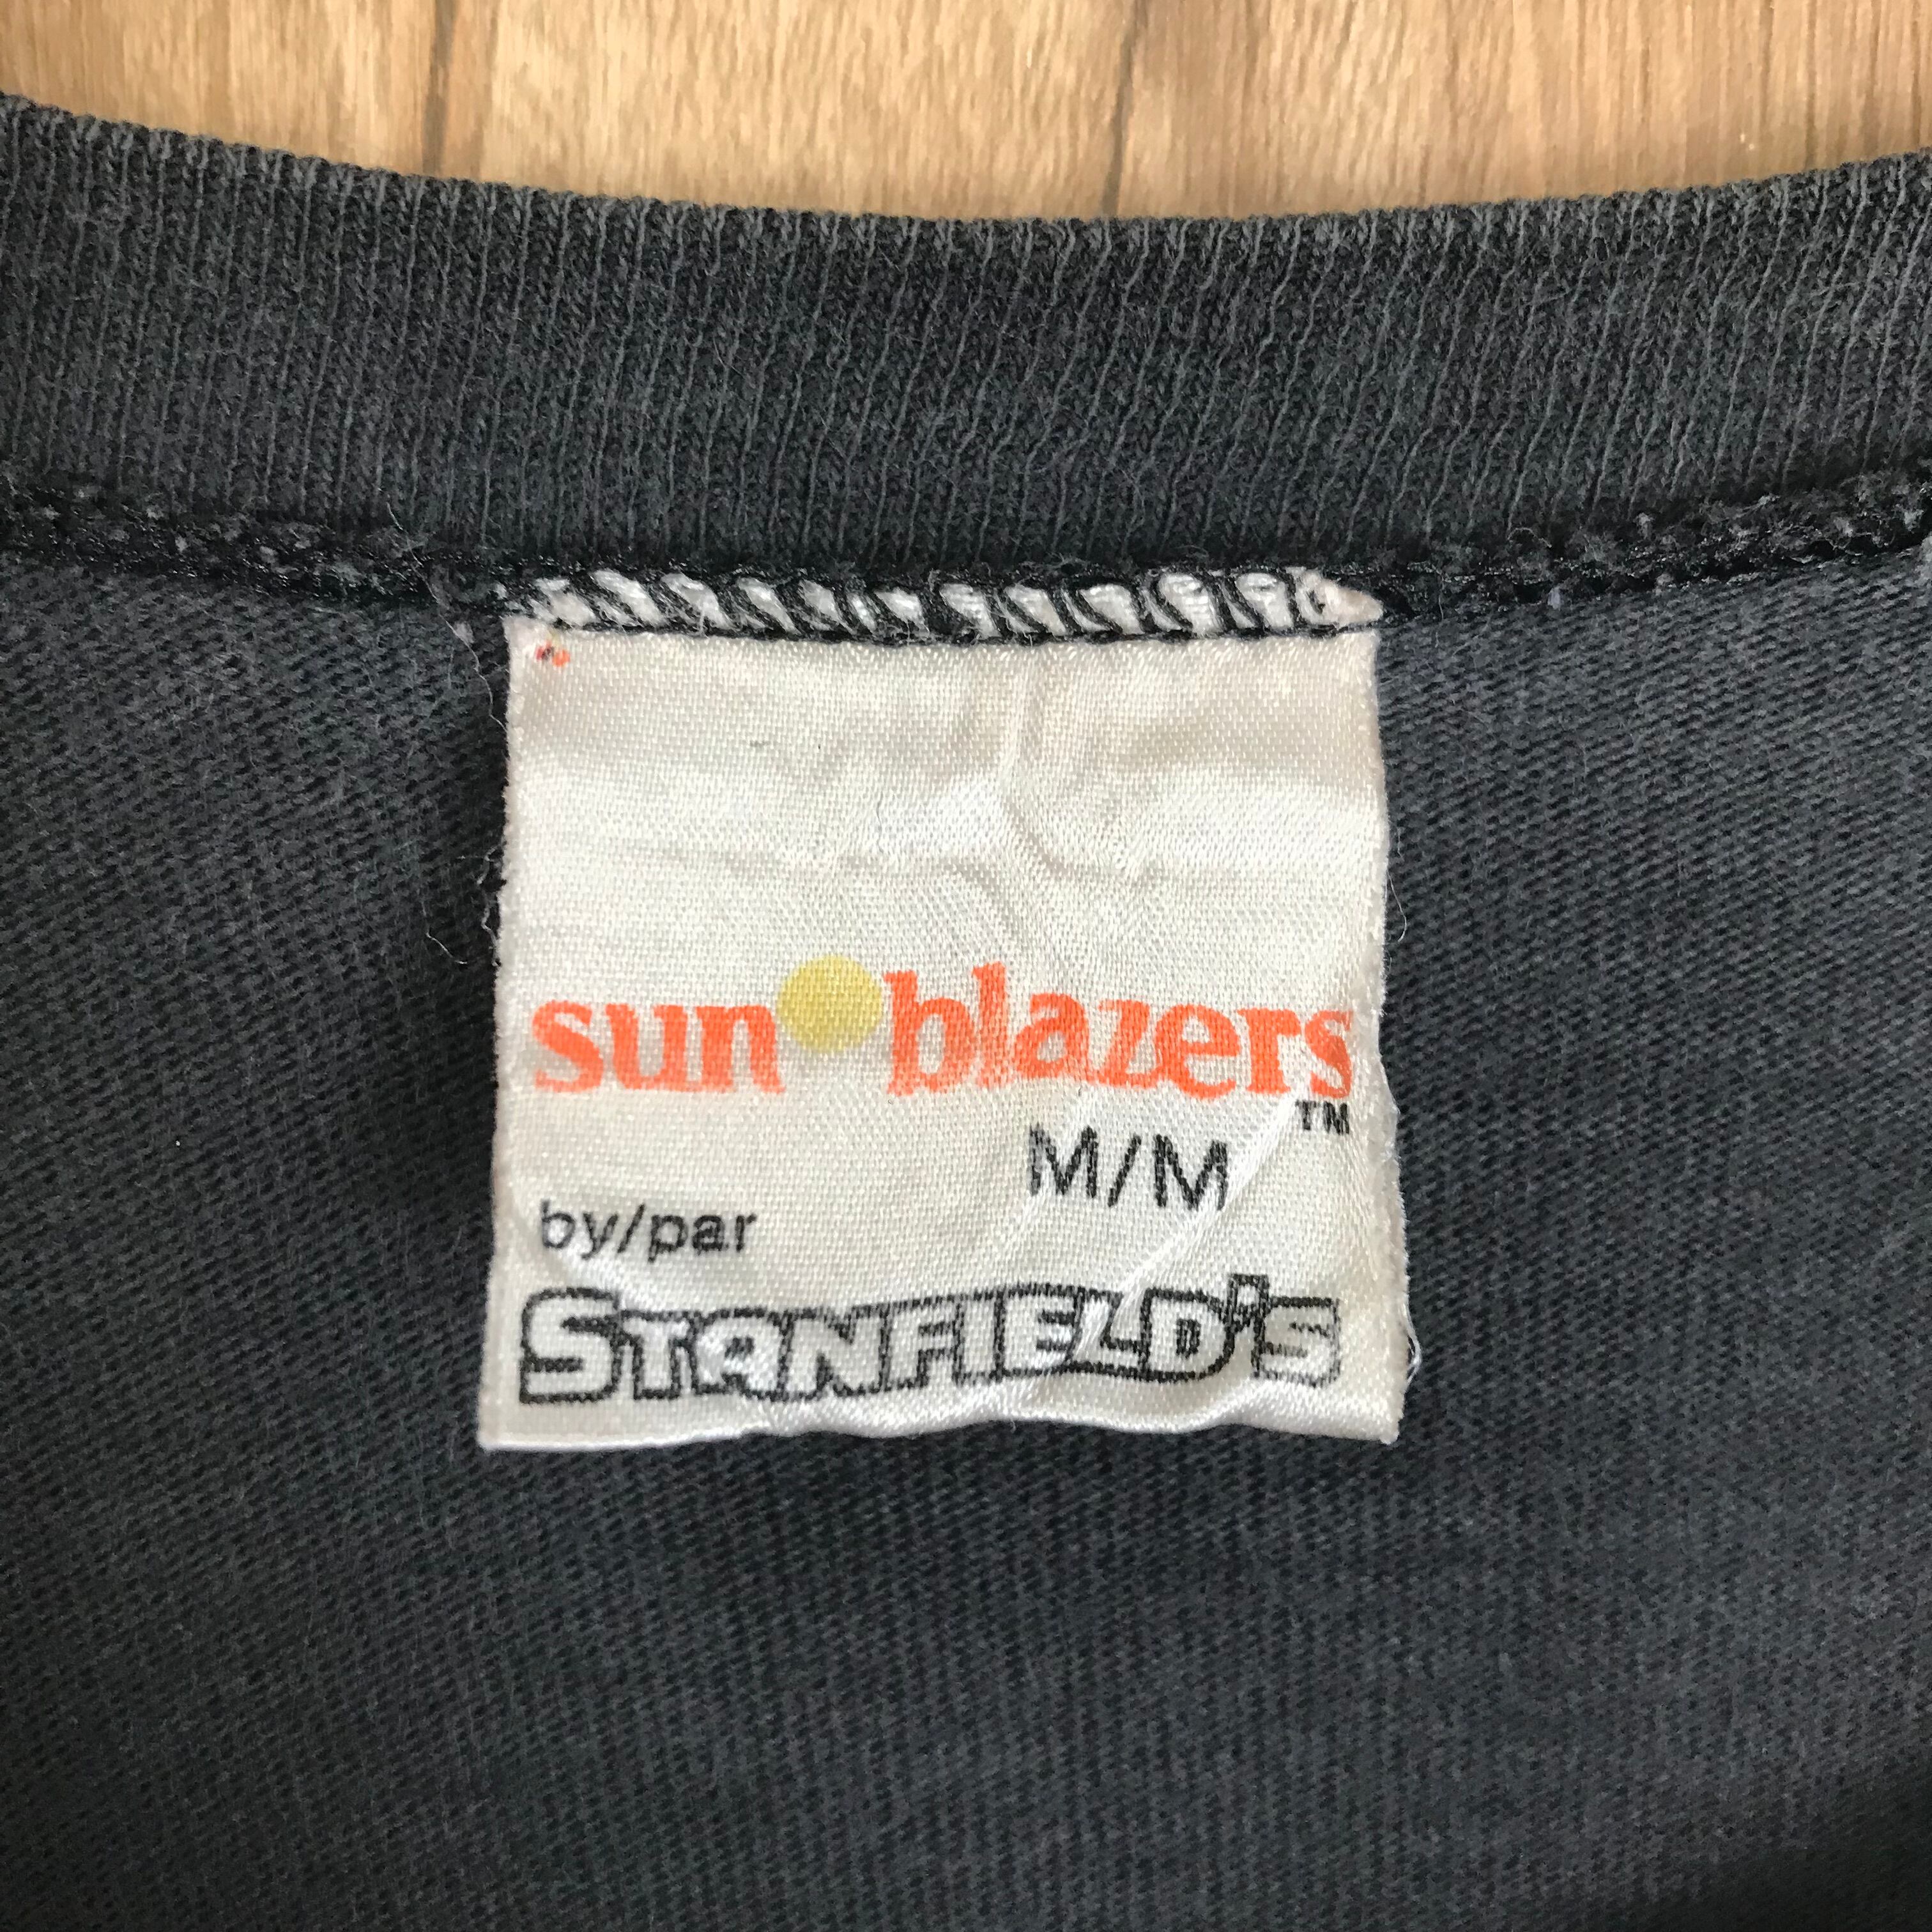 sun blazers
TM
M/M
by/par
STANFIELD'S